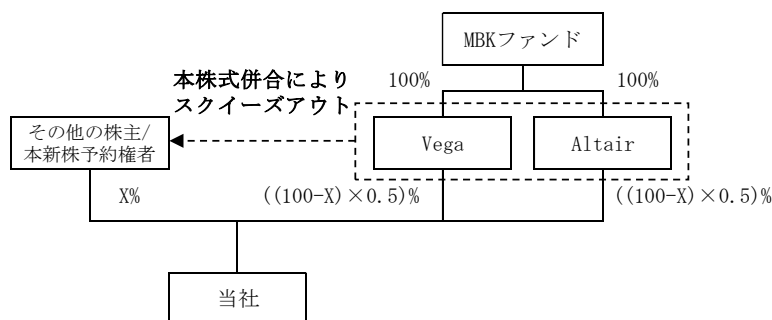 MBKファンド
本株式併合により
スクイーズアウト
100%
100%
その他の株主/
本新株予約権者
Vega
Altair
X%
((100-X)×0.5)%
((100-X)×0.5)%
当社